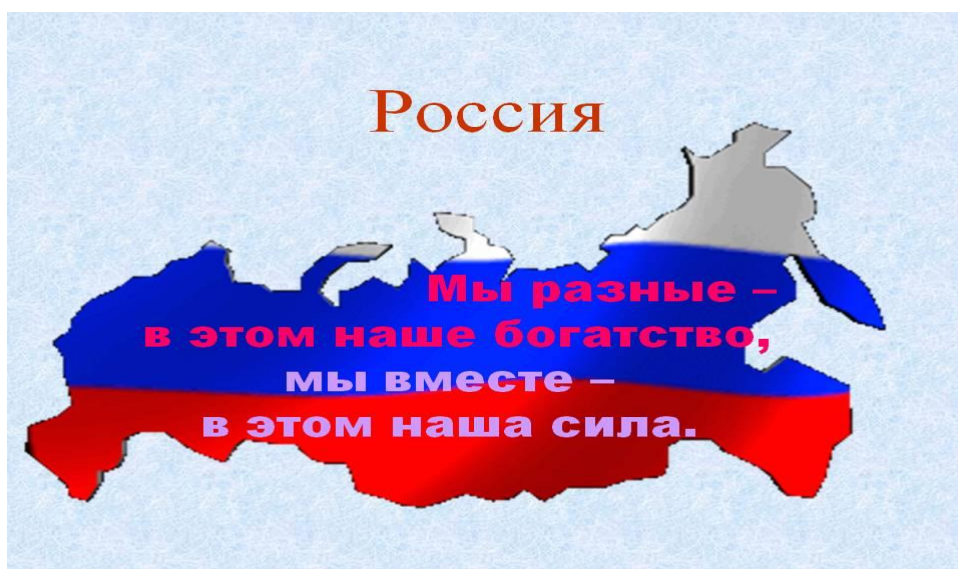 Россия
Мы разные –
в этом наше богатство,
мы вместе –
в этом наша сила.